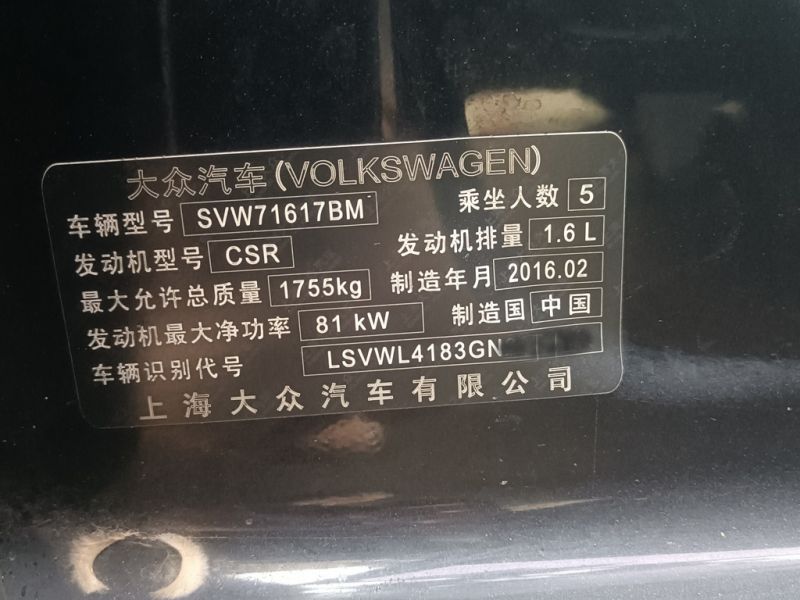 大众汽车(VOLKSWAGEN)
车辆型号 SVW71617BM 乘坐人数 5
发动机型号 CSR 发动机排量 1.6 L
最大允许总质量 1755kg 制造年月 2016.02
发动机最大净功率 81 kW 制造国 中国
车辆识别代号 LSVWL4183GN
上海大众汽车有限公司